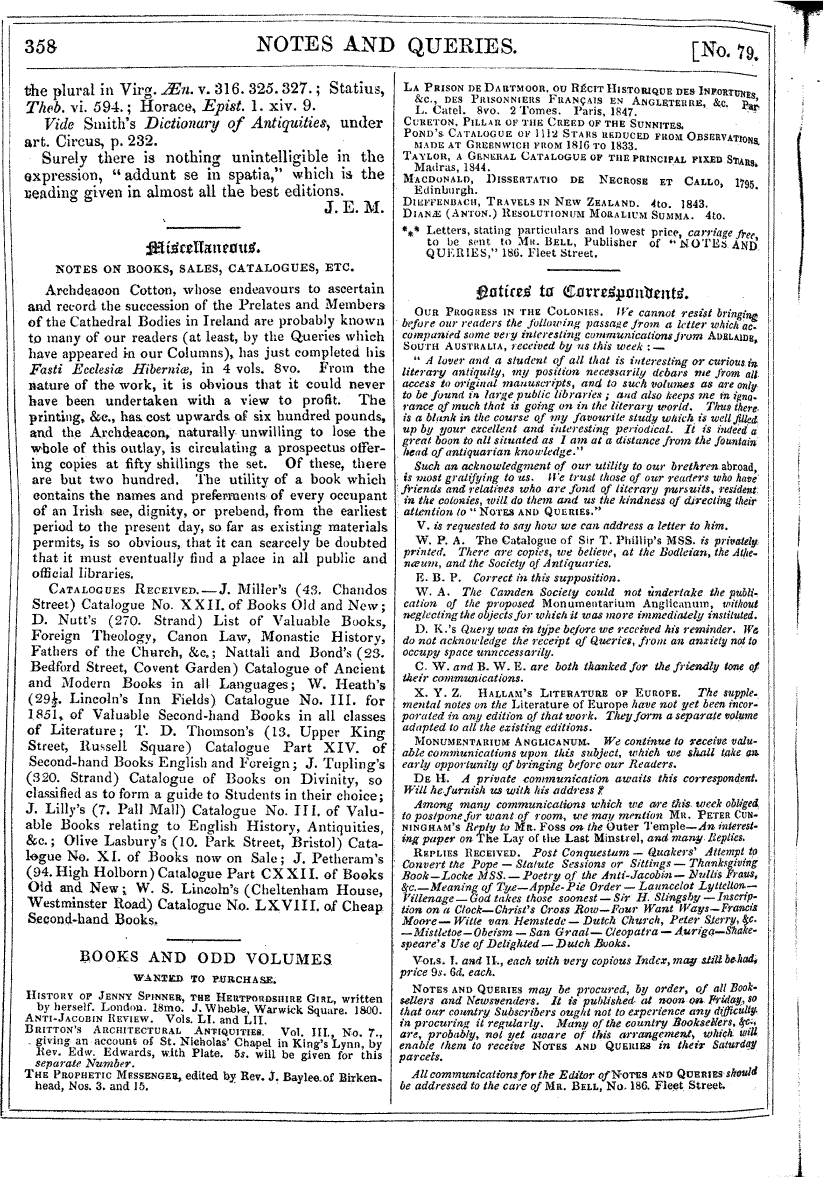 358 NOTES AND QUERIES. [No. 79.
the plural in Virg. Æn. v. 316. 325. 327.; Statius,
Theb. vi. 594.; Horace, Epist. 1. xiv. 9.
Vide Smith's Dictionary of Antiquities, under
art. Circus, p. 232.
Surely there is nothing unintelligible in the
expression, "addunt se in spatia," which is the
reading given in almost all the best editions.
J. E. M.
Miscellaneous.
NOTES ON BOOKS, SALES, CATALOGUES, ETC.
Archdeacon Cotton, whose endeavours to ascertain
and record the succession of the Prelates and Members
of the Cathedral Bodies in Ireland are probably known
to many of our readers (at least, by the Queries which
have appeared in our Columns), has just completed his
Fasti Ecclesiæ Hiberniæ, in 4 vols. 8vo. From the
nature of the work, it is obvious that it could never
have been undertaken with a view to profit. The
printing, &c., has cost upwards of six hundred pounds,
and the Archdeacon, naturally unwilling to lose the
whole of this outlay, is circulating a prospectus offer-
ing copies at fifty shillings the set. Of these, there
are but two hundred. The utility of a book which
contains the names and preferments of every occupant
of an Irish see, dignity, or prebend, from the earliest
period to the present day, so far as existing materials
permits, is so obvious, that it can scarcely be doubted
that it must eventually find a place in all public and
official libraries.
CATALOGUES RECEIVED.—J. Miller's (43. Chandos
Street) Catalogue No. XXII. of Books Old and New;
D. Nutt's (270. Strand) List of Valuable Books,
Foreign Theology, Canon Law, Monastic History,
Fathers of the Church, &c.; Nattali and Bond's (23.
Bedford Street, Covent Garden) Catalogue of Ancient
and Modern Books in all Languages; W. Heath's
(29½. Lincoln's Inn Fields) Catalogue No. III. for
1851, of Valuable Second-hand Books in all classes
of Literature; T. D. Thomson's (13. Upper King
Street, Russell Square) Catalogue Part XIV. of
Second-hand Books English and Foreign; J. Tupling's
(320. Strand) Catalogue of Books on Divinity, so
classified as to form a guide to Students in their choice;
J. Lilly's (7. Pall Mall) Catalogue No. III. of Valu-
able Books relating to English History, Antiquities,
&c.; Olive Lasbury's (10. Park Street, Bristol) Cata-
logue No. XI. of Books now on Sale; J. Petheram's
(94. High Holborn) Catalogue Part CXXII. of Books
Old and New; W. S. Lincoln's (Cheltenham House,
Westminster Road) Catalogue No. LXVIII. of Cheap
Second-hand Books.
BOOKS AND ODD VOLUMES
WANTED TO PURCHASE.
HISTORY OF JENNY SPINNER, THE HERTFORDSHIRE GIRL, written
by herself. London. 18mo. J. Wheble, Warwick Square. 1800.
ANTI-JACOBIN REVIEW. Vols. LI. and LII.
BRITTON'S ARCHITECTURAL ANTIQUITIES. Vol. III., No. 7.,
giving an account of St. Nicholas' Chapel in King's Lynn, by
Rev. Edw. Edwards, with Plate. 5s. will be given for this
separate Number.
THE PROPHETIC MESSENGER, edited by Rev. J. Baylee of Birken-
head, Nos. 3. and 15.
LA PRISON DE DARTMOOR, OU RÉCIT HISTORIQUE DES INFORTUNES,
&c., DES PRISONNIERS FRANÇAIS EN ANGLETERRE, &c. Par
L. Catel. 8vo. 2 Tomes. Paris, 1847.
CURETON, PILLAR OF THE CREED OF THE SUNNITES.
POND'S CATALOGUE OF 1112 STARS REDUCED FROM OBSERVATIONS
MADE AT GREENWICH FROM 1816 TO 1833.
TAYLOR, A GENERAL CATALOGUE OF THE PRINCIPAL FIXED STARS,
Madras, 1844.
MACDONALD, DISSERTATIO DE NECROSE ET CALLO, 1795.
Edinburgh.
DIEFFENBACH, TRAVELS IN NEW ZEALAND. 4to. 1843.
DIANÆ (ANTON.) RESOLUTIONUM MORALIUM SUMMA. 4to.
*** Letters, stating particulars and lowest price, carriage free,
to be sent to MR. BELL, Publisher of "NOTES AND
QUERIES," 186. Fleet Street.
Notices to Correspondents.
OUR PROGRESS IN THE COLONIES. We cannot resist bringing
before our readers the following passage from a letter which ac-
companied some very interesting communications from ADELAIDE,
SOUTH AUSTRALIA, received by us this week:—
"A lover and a student of all that is interesting or curious in
literary antiquity, my position necessarily debars me from all
access to original manuscripts, and to such volumes as are only
to be found in large public libraries; and also keeps me in igno-
rance of much that is going on in the literary world. Thus there
is a blank in the course of my favourite study which is well filled
up by your excellent and interesting periodical. It is indeed a
great boon to all situated as I am at a distance from the fountain
head of antiquarian knowledge."
Such an acknowledgment of our utility to our brethren abroad,
is most gratifying to us. We trust those of our readers who have
friends and relatives who are fond of literary pursuits, resident
in the colonies, will do them and us the kindness of directing their
attention to "NOTES AND QUERIES."
V. is requested to say how we can address a letter to him.
W. P. A. The Catalogue of Sir T. Phillip's MSS. is privately
printed. There are copies, we believe, at the Bodleian, the Athe-
næum, and the Society of Antiquaries.
E. B. P. Correct in this supposition.
W. A. The Camden Society could not undertake the publi-
cation of the proposed Monumentarium Anglicanum, without
neglecting the objects for which it was more immediately instituted.
D. K.'s Query was in type before we received his reminder. We
do not acknowledge the receipt of Queries, from an anxiety not to
occupy space unnecessarily.
C. W. and B. W. E. are both thanked for the friendly tone of
their communications.
X. Y. Z. HALLAM'S LITERATURE OF EUROPE. The supple-
mental notes on the Literature of Europe have not yet been incor-
porated in any edition of that work. They form a separate volume
adapted to all the existing editions.
MONUMENTARIUM ANGLICANUM. We continue to receive valu-
able communications upon this subject, which we shall take an
early opportunity of bringing before our Readers.
DE H. A private communication awaits this correspondent.
Will he furnish us with his address?
Among many communications which we are this week obliged
to postpone for want of room, we may mention MR. PETER CUN-
NINGHAM'S Reply to MR. FOSS on the Outer Temple—An interest-
ing paper on The Lay of the Last Minstrel, and many Replies.
REPLIES RECEIVED. Post Conquestum — Quakers' Attempt to
Convert the Pope — Statute Sessions or Sittings — Thanksgiving
Book — Locke MSS. — Poetry of the Anti-Jacobin — Nullis Fraus,
&c.—Meaning of Tye—Apple-Pie Order — Launcelot Lyttelton—
Villenage — God takes those soonest — Sir H. Slingsby — Inscrip-
tion on a Clock—Christ's Cross Row—Four Want Ways—Francis
Moore — Witte van Hemstede — Dutch Church, Peter Sterry, &c.
—Mistletoe—Obeism — San Graal — Cleopatra — Auriga—Shake-
speare's Use of Delighted — Dutch Books.
VOLS. I. and II., each with very copious Index, may still be had,
price 9s. 6d. each.
NOTES AND QUERIES may be procured, by order, of all Book-
sellers and Newsvenders. It is published at noon on Friday, so
that our country Subscribers ought not to experience any difficulty
in procuring it regularly. Many of the country Booksellers, &c.,
are, probably, not yet aware of this arrangement, which will
enable them to receive NOTES AND QUERIES in their Saturday
parcels.
All communications for the Editor of NOTES AND QUERIES should
be addressed to the care of MR. BELL, No. 186. Fleet Street.